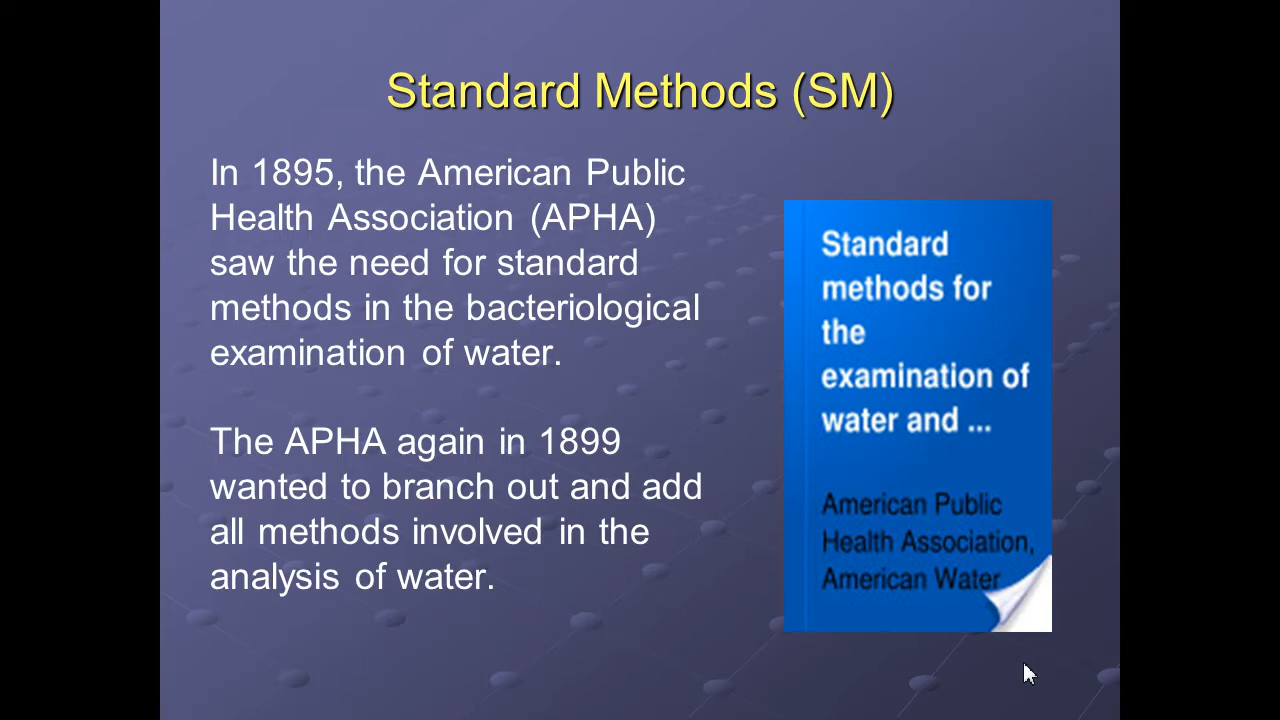 Standard Methods (SM)
In 1895, the American Public
Health Association (APHA)
saw the need for standard
methods in the bacteriological
examination of water.
The APHA again in 1899
wanted to branch out and add
all methods involved in the
analysis of water.
Standard
methods for
the
examination of
water and ...
American Public
Health Association,
American Water